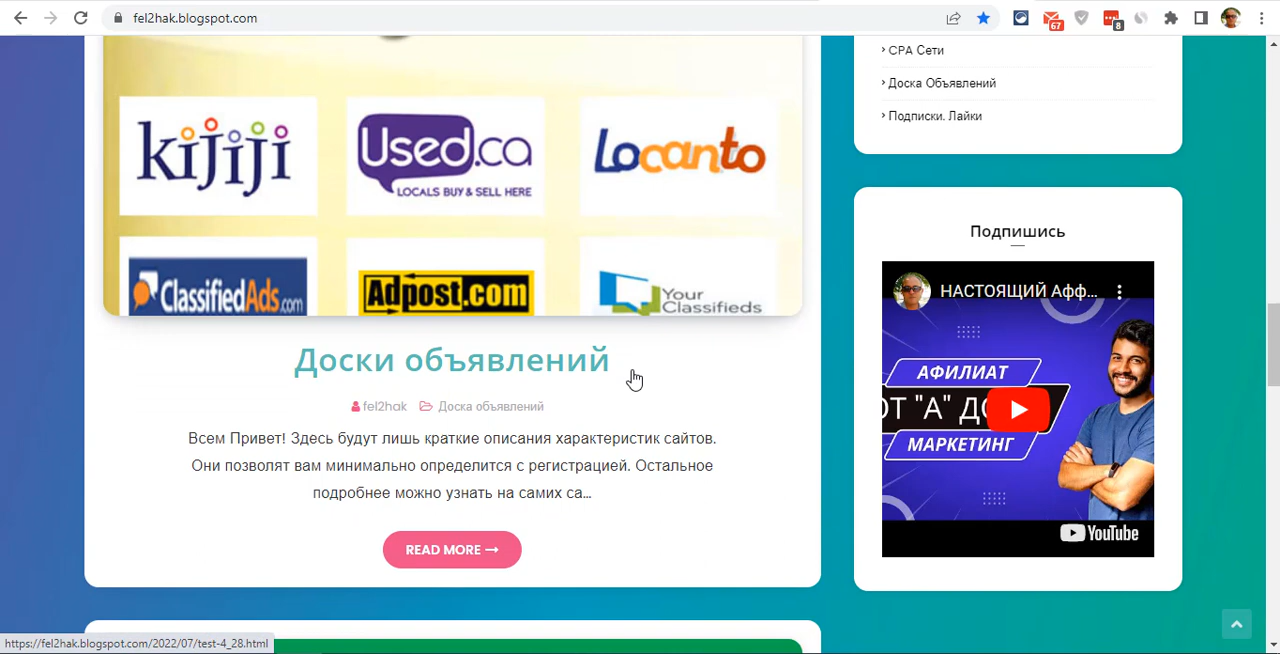 fel2hak.blogspot.com
67
8
kijiji
Used.ca
LOCALS BUY & SELL HERE
Locanto
ClassifiedAds.com
Adpost.com
Your
Classifieds
Доски объявлений
fel2hak
Доска объявлений
Всем Привет! Здесь будут лишь краткие описания характеристик сайтов.
Они позволят вам минимально определится с регистрацией. Остальное
подробнее можно узнать на самих са...
READ MORE →
CPA Сети
Доска Объявлений
Подписки. Лайки
Подпишись
НАСТОЯЩИЙ Афф...
АФИЛИАТ
ОТ "А" Д
МАРКЕТИНГ
YouTube
https://fel2hak.blogspot.com/2022/07/test-4_28.html